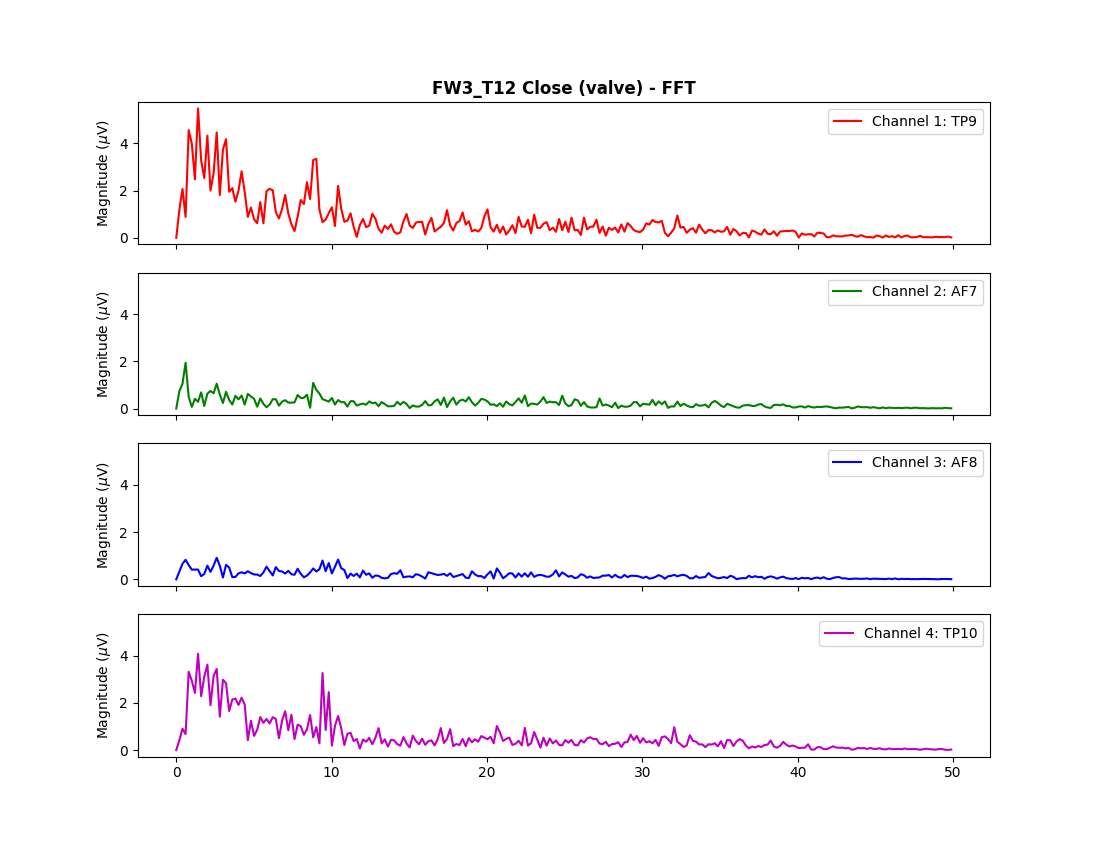 FW3_T12 Close (valve) - FFT
Magnitude (μV)
4
2
0
Channel 1: TP9
Magnitude (μV)
4
2
0
Channel 2: AF7
Magnitude (μV)
4
2
0
Channel 3: AF8
Magnitude (μV)
4
2
0
Channel 4: TP10
0 10 20 30 40 50